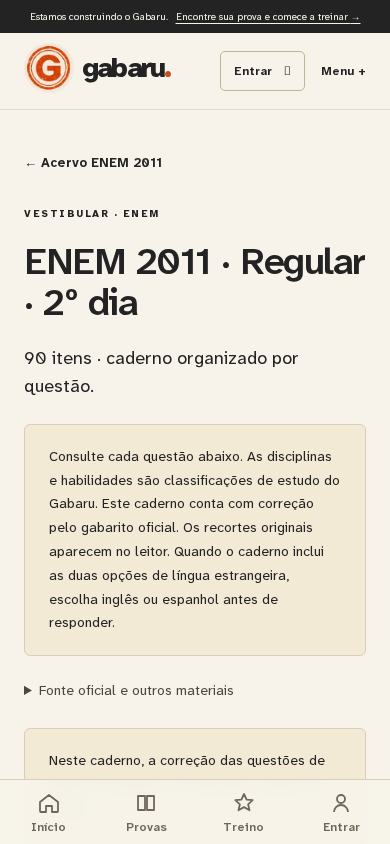 Estamos construindo o Gabaru. Encontre sua prova e comece a treinar →
G gabaru.
Entrar
Menu +
← Acervo ENEM 2011
VESTIBULAR · ENEM
ENEM 2011 · Regular
· 2º dia
90 itens · caderno organizado por
questão.
Consulte cada questão abaixo. As disciplinas
e habilidades são classificações de estudo do
Gabaru. Este caderno conta com correção
pelo gabarito oficial. Os recortes originais
aparecem no leitor. Quando o caderno inclui
as duas opções de língua estrangeira,
escolha inglês ou espanhol antes de
responder.
▶ Fonte oficial e outros materiais
Neste caderno, a correção das questões de
Início
Provas
Treino
Entrar